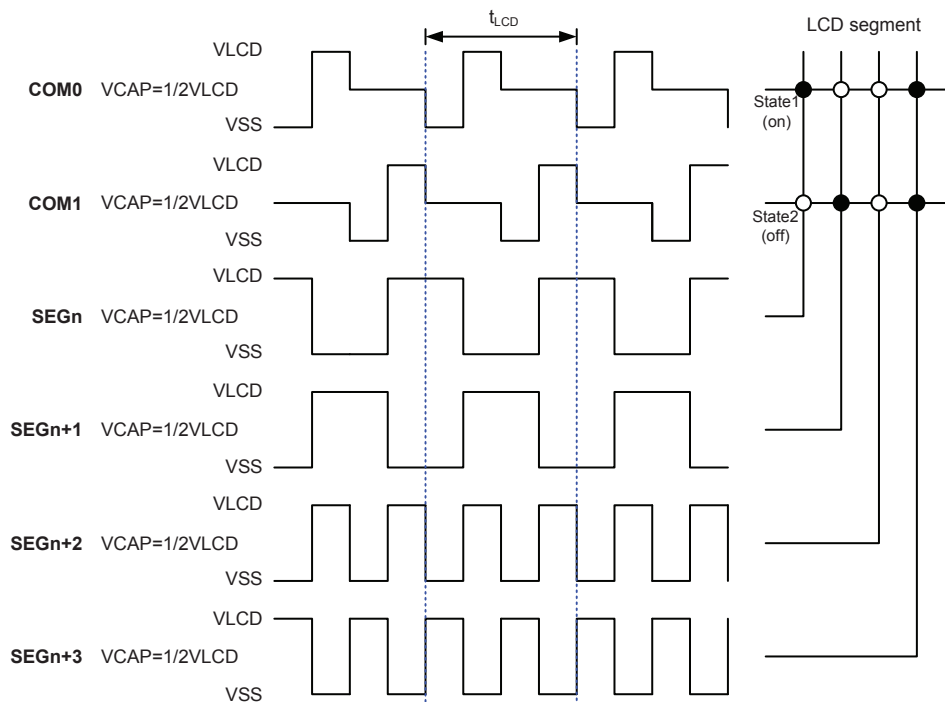 tLCD
LCD segment
VLCD
COM0 VCAP=1/2VLCD
VSS
State1
(on)
VLCD
COM1 VCAP=1/2VLCD
VSS
State2
(off)
VLCD
SEGn VCAP=1/2VLCD
VSS
VLCD
SEGn+1 VCAP=1/2VLCD
VSS
VLCD
SEGn+2 VCAP=1/2VLCD
VSS
VLCD
SEGn+3 VCAP=1/2VLCD
VSS